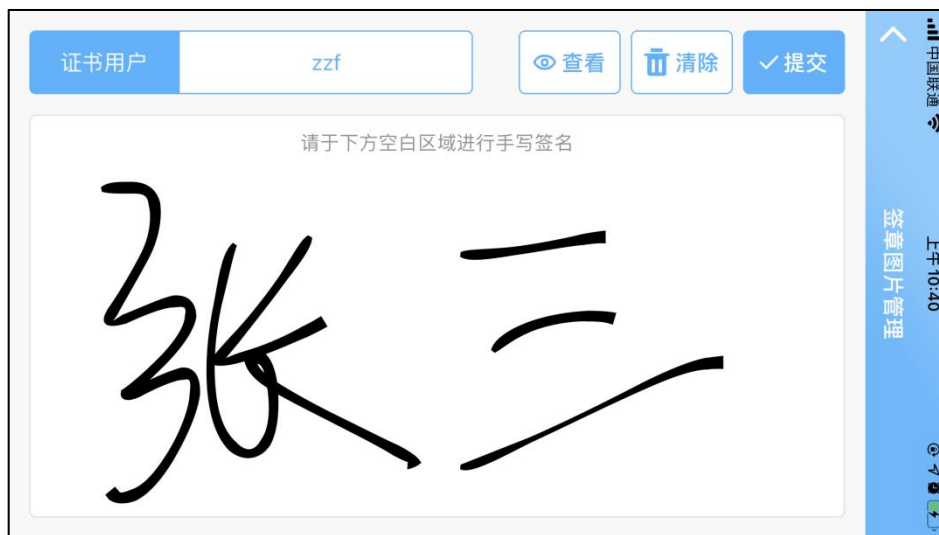 证书用户 zzf 查看 清除 提交
请于下方空白区域进行手写签名
张三
签章图片管理
中国联通 上午10:40